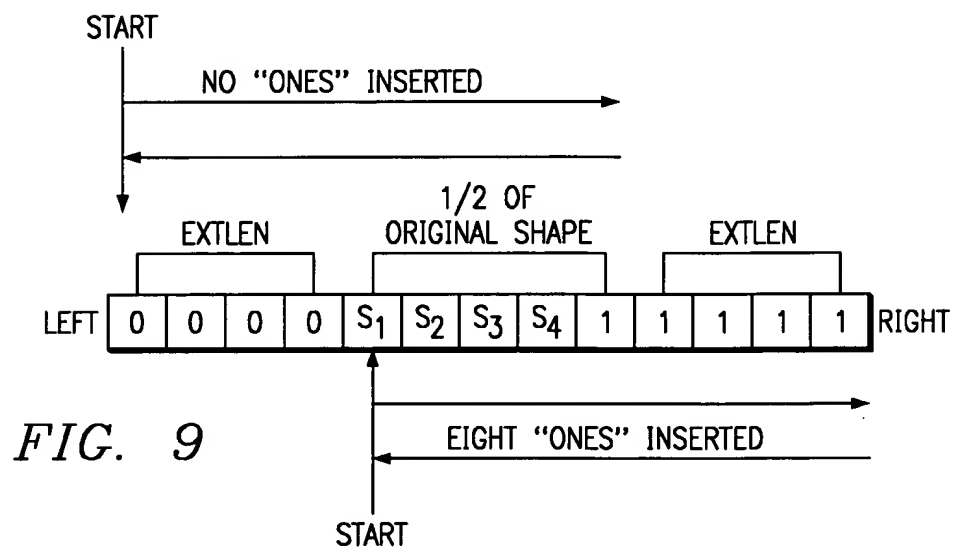 START
NO "ONES" INSERTED
1/2 OF
EXTLEN ORIGINAL SHAPE EXTLEN
LEFT 0 0 0 0 S1 S2 S3 S4 1 1 1 1 1 RIGHT
EIGHT "ONES" INSERTED
FIG. 9
START